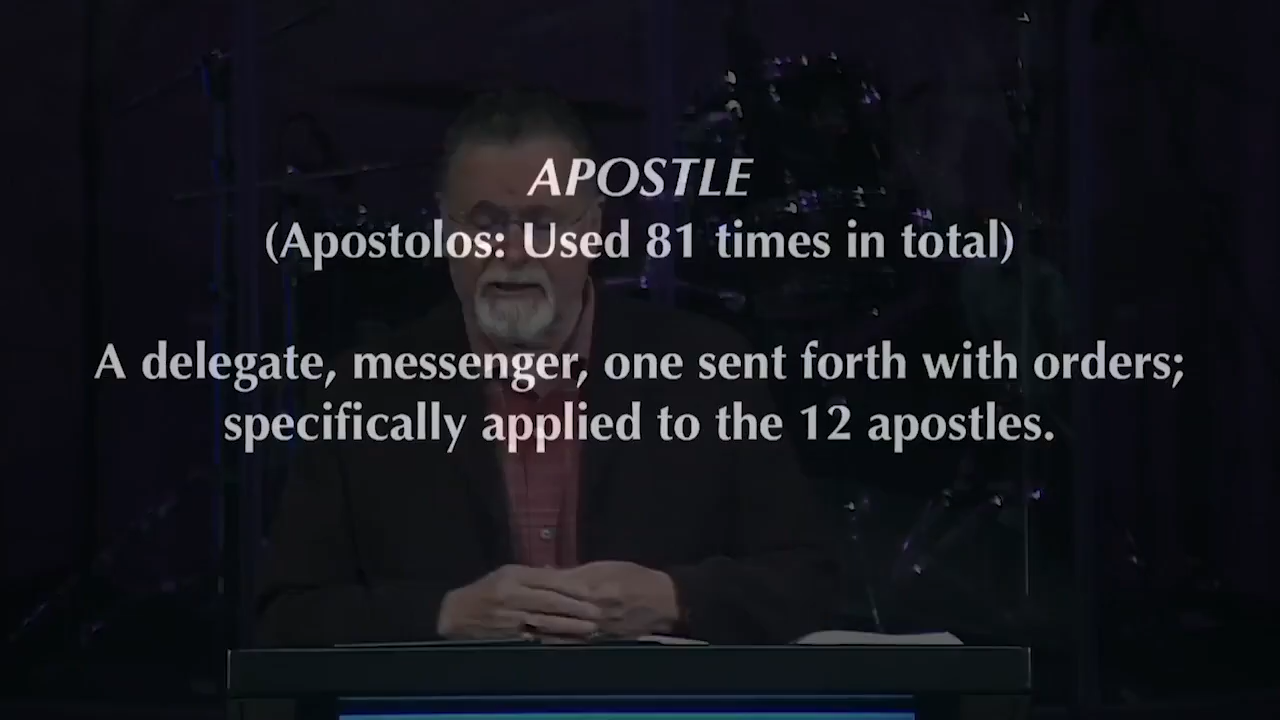 APOSTLE
(Apostolos: Used 81 times in total)
A delegate, messenger, one sent forth with orders;
specifically applied to the 12 apostles.